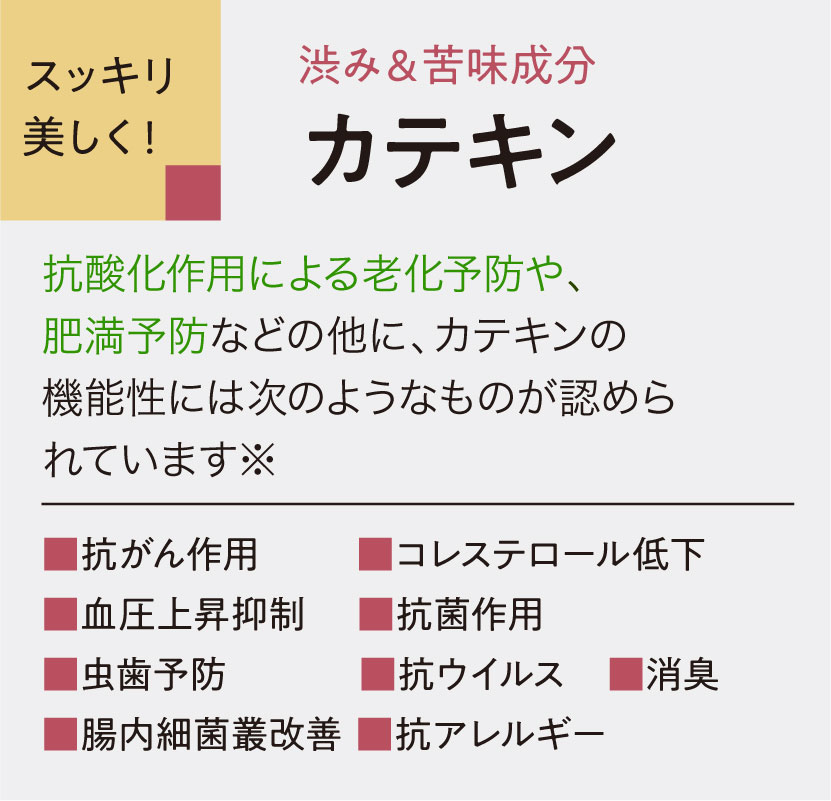 スッキリ
美しく！
渋み＆苦味成分
カテキン
抗酸化作用による老化予防や、
肥満予防などの他に、カテキンの
機能性には次のようなものが認めら
れています※
■抗がん作用 ■コレステロール低下
■血圧上昇抑制 ■抗菌作用
■虫歯予防 ■抗ウイルス ■消臭
■腸内細菌叢改善 ■抗アレルギー